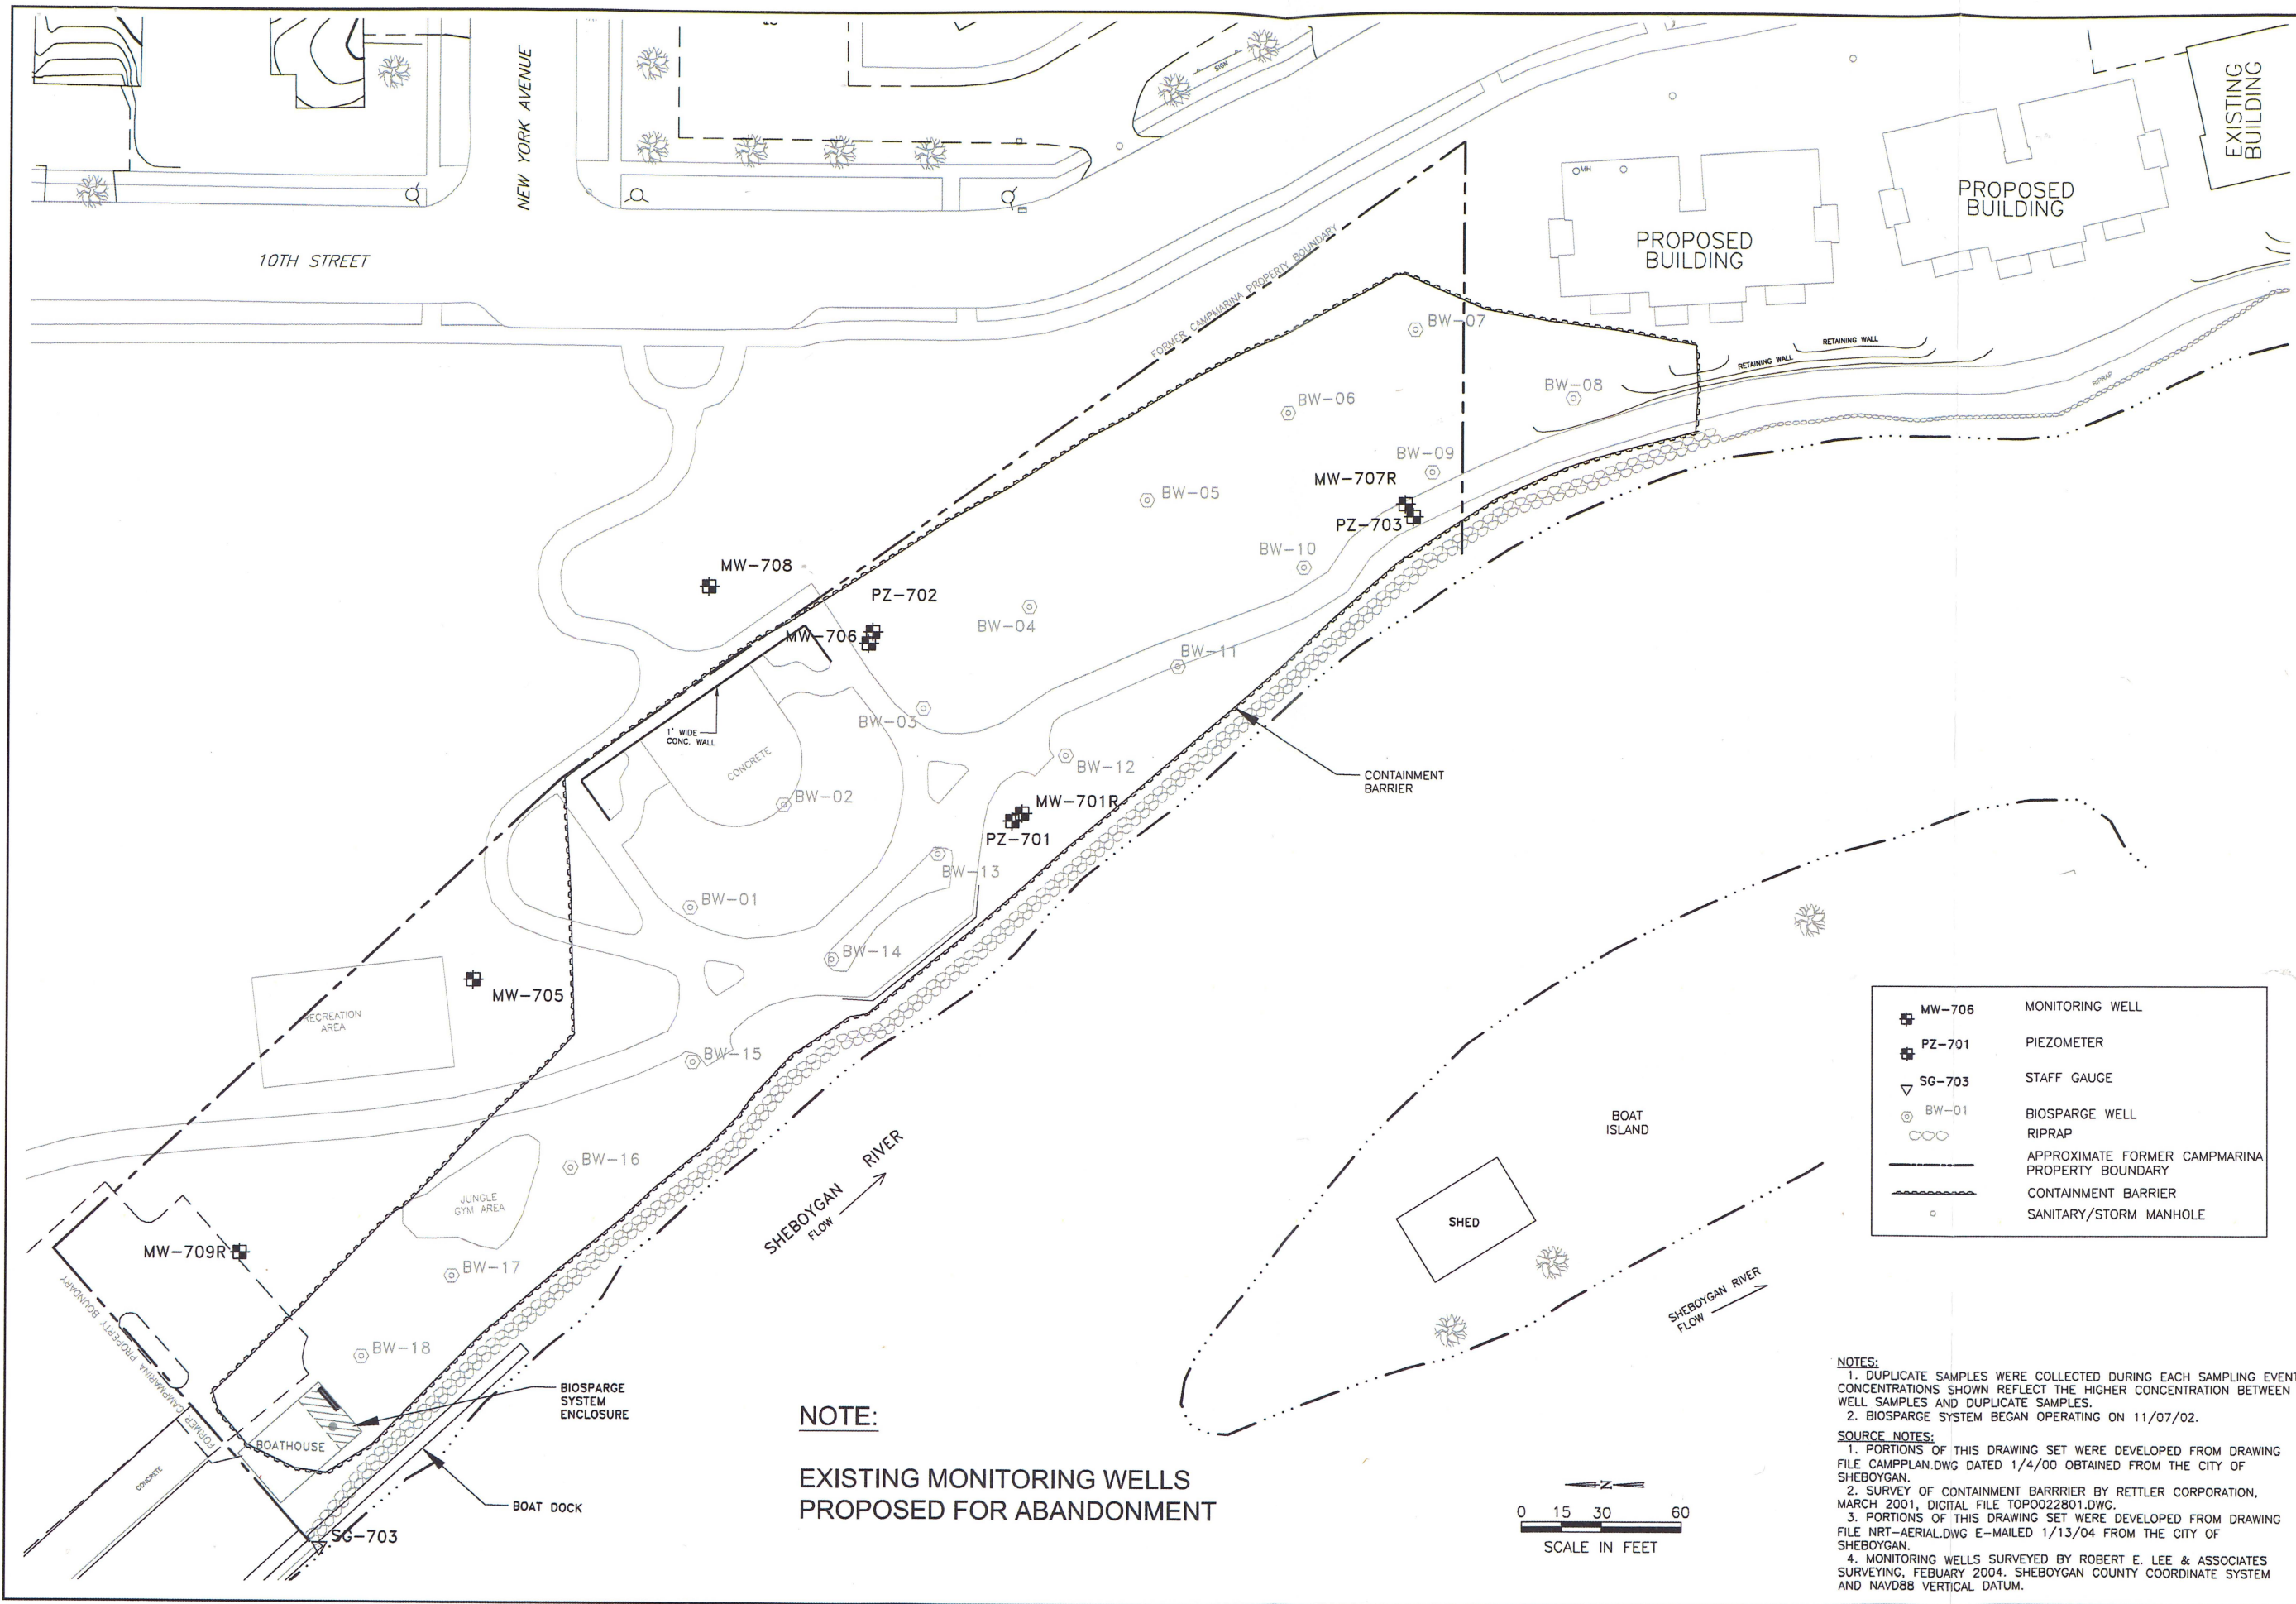 NEW YORK AVENUE
SIGN
EXISTING
BUILDING
MH
PROPOSED
BUILDING
PROPOSED
BUILDING
10TH STREET
FORMER CAMPMARINA PROPERTY BOUNDARY
BW-07
RETAINING WALL
RETAINING WALL
RIPRAP
BW-08
BW-06
BW-09
MW-707R
BW-05
PZ-703
BW-10
MW-708
PZ-702
MW-706
BW-04
BW-11
BW-03
1' WIDE
CONC. WALL
CONCRETE
BW-12
CONTAINMENT
BARRIER
BW-02
MW-701R
PZ-701
BW-13
BW-01
BW-14
MW-705
RECREATION
AREA
BW-15
BW-16
JUNGLE
GYM AREA
SHEBOYGAN RIVER
FLOW
BOAT
ISLAND
SHED
MW-709R
BW-17
FORMER CAMPMARINA PROPERTY BOUNDARY
BW-18
BIOSPARGE
SYSTEM
ENCLOSURE
BOATHOUSE
CONCRETE
BOAT DOCK
SG-703
SHEBOYGAN RIVER
FLOW
MW-706 MONITORING WELL
PZ-701 PIEZOMETER
SG-703 STAFF GAUGE
BW-01 BIOSPARGE WELL
RIPRAP
APPROXIMATE FORMER CAMPMARINA
PROPERTY BOUNDARY
CONTAINMENT BARRIER
SANITARY/STORM MANHOLE
NOTE:
EXISTING MONITORING WELLS
PROPOSED FOR ABANDONMENT
N
0 15 30 60
SCALE IN FEET
NOTES:
1. DUPLICATE SAMPLES WERE COLLECTED DURING EACH SAMPLING EVENT
CONCENTRATIONS SHOWN REFLECT THE HIGHER CONCENTRATION BETWEEN
WELL SAMPLES AND DUPLICATE SAMPLES.
2. BIOSPARGE SYSTEM BEGAN OPERATING ON 11/07/02.
SOURCE NOTES:
1. PORTIONS OF THIS DRAWING SET WERE DEVELOPED FROM DRAWING
FILE CAMPPLAN.DWG DATED 1/4/00 OBTAINED FROM THE CITY OF
SHEBOYGAN.
2. SURVEY OF CONTAINMENT BARRRIER BY RETTLER CORPORATION,
MARCH 2001, DIGITAL FILE TOPO022801.DWG.
3. PORTIONS OF THIS DRAWING SET WERE DEVELOPED FROM DRAWING
FILE NRT-AERIAL.DWG E-MAILED 1/13/04 FROM THE CITY OF
SHEBOYGAN.
4. MONITORING WELLS SURVEYED BY ROBERT E. LEE & ASSOCIATES
SURVEYING, FEBUARY 2004. SHEBOYGAN COUNTY COORDINATE SYSTEM
AND NAVD88 VERTICAL DATUM.